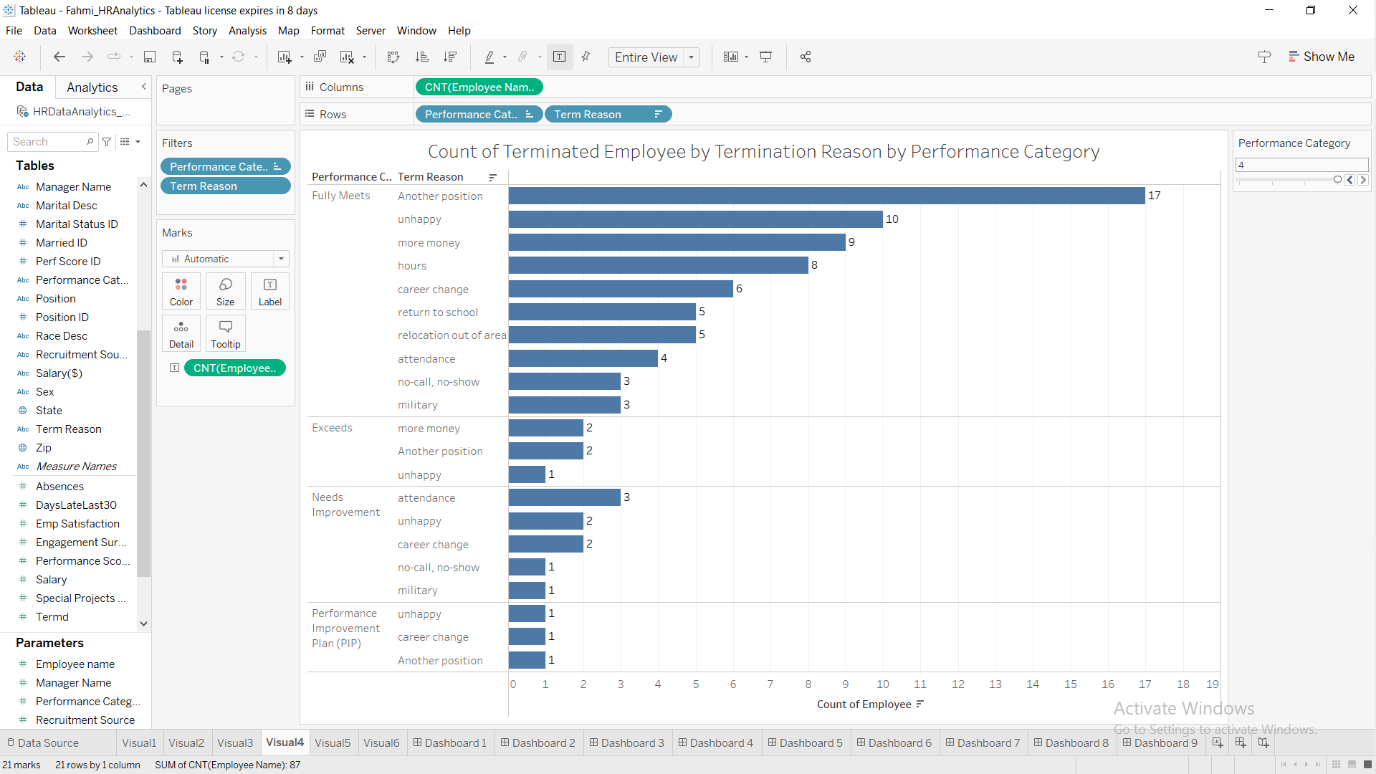 Tableau - Fahmi_HRAnalytics - Tableau license expires in 8 days
File Data Worksheet Dashboard Story Analysis Map Format Server Window Help
Entire View
Show Me
Data Analytics
HRDataAnalytics_...
Search
Tables
Abc Manager Name
Abc Marital Desc
# Marital Status ID
# Married ID
# Perf Score ID
Abc Performance Cat...
Abc Position
# Position ID
Abc Race Desc
Abc Recruitment Sou...
Abc Salary($)
Abc Sex
State
Abc Term Reason
Zip
Abc Measure Names
# Absences
# DaysLateLast30
# Emp Satisfaction
# Engagement Sur...
# Performance Sco...
# Salary
# Special Projects ...
# Termd
Parameters
# Employee name
# Manager Name
# Performance Categ...
# Recruitment Source
Pages
Filters
Performance Cate..
Term Reason
Marks
Automatic
Color Size Label
Detail Tooltip
CNT(Employee..
Columns CNT(Employee Nam..
Rows Performance Cat.. Term Reason
Count of Terminated Employee by Termination Reason by Performance Category
Performance C.. Term Reason
Fully Meets Another position 17
unhappy 10
more money 9
hours 8
career change 6
return to school 5
relocation out of area 5
attendance 4
no-call, no-show 3
military 3
Exceeds more money 2
Another position 2
unhappy 1
Needs Improvement attendance 3
unhappy 2
career change 2
no-call, no-show 1
military 1
Performance Improvement Plan (PIP) unhappy 1
career change 1
Another position 1
0 1 2 3 4 5 6 7 8 9 10 11 12 13 14 15 16 17 18 19
Count of Employee
Performance Category
4
Activate Windows
Go to Settings to activate Windows.
Data Source Visual1 Visual2 Visual3 Visual4 Visual5 Visual6 Dashboard 1 Dashboard 2 Dashboard 3 Dashboard 4 Dashboard 5 Dashboard 6 Dashboard 7 Dashboard 8 Dashboard 9
21 marks 21 rows by 1 column SUM of CNT(Employee Name): 87